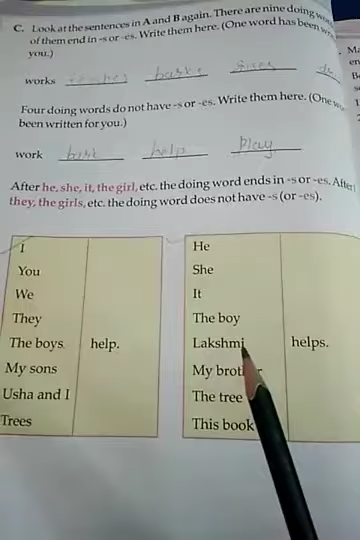 C. Look at the sentences in A and B again. There are nine doing
of them end in -s or -es. Write them here. (One word has been
you.)
works teaches barks gives
Four doing words do not have -s or -es. Write them here. (One
been written for you.)
work help play
After he, she, it, the girl, etc. the doing word ends in -s or -es. After
they, the girls, etc. the doing word does not have -s (or -es).
I
You
We
They
The boys help.
My sons
Usha and I
Trees
He
She
It
The boy
Lakshmi helps.
My
The tree
This book